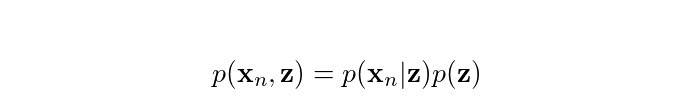 p(𝐱ₙ, 𝐳) = p(𝐱ₙ|𝐳)p(𝐳)